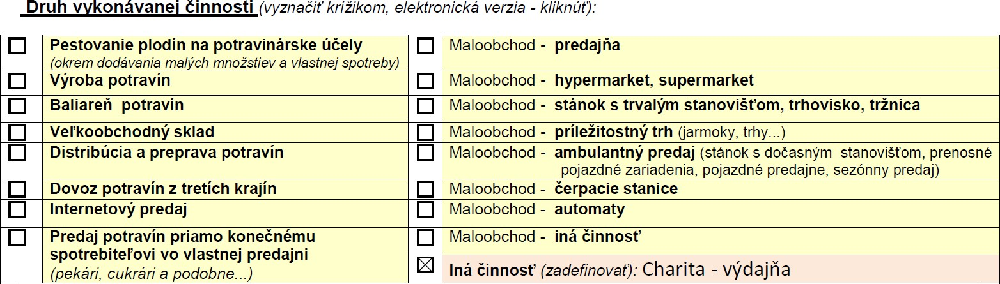 Druh vykonávanej činnosti (vyznačiť krížikom, elektronická verzia - kliknúť):
Pestovanie plodín na potravinárske účely
(okrem dodávania malých množstiev a vlastnej spotreby)
Maloobchod - predajňa
Výroba potravín
Maloobchod - hypermarket, supermarket
Baliareň potravín
Maloobchod - stánok s trvalým stanovišťom, trhovisko, tržnica
Veľkoobchodný sklad
Maloobchod - príležitostný trh (jarmoky, trhy...)
Distribúcia a preprava potravín
Maloobchod - ambulantný predaj (stánok s dočasným stanovišťom, prenosné
pojazdné zariadenia, pojazdné predajne, sezónny predaj)
Dovoz potravín z tretích krajín
Maloobchod - čerpacie stanice
Internetový predaj
Maloobchod - automaty
Predaj potravín priamo konečnému
spotrebiteľovi vo vlastnej predajni
(pekári, cukrári a podobne...)
Maloobchod - iná činnosť
Iná činnosť (zadefinovať): Charita - výdajňa